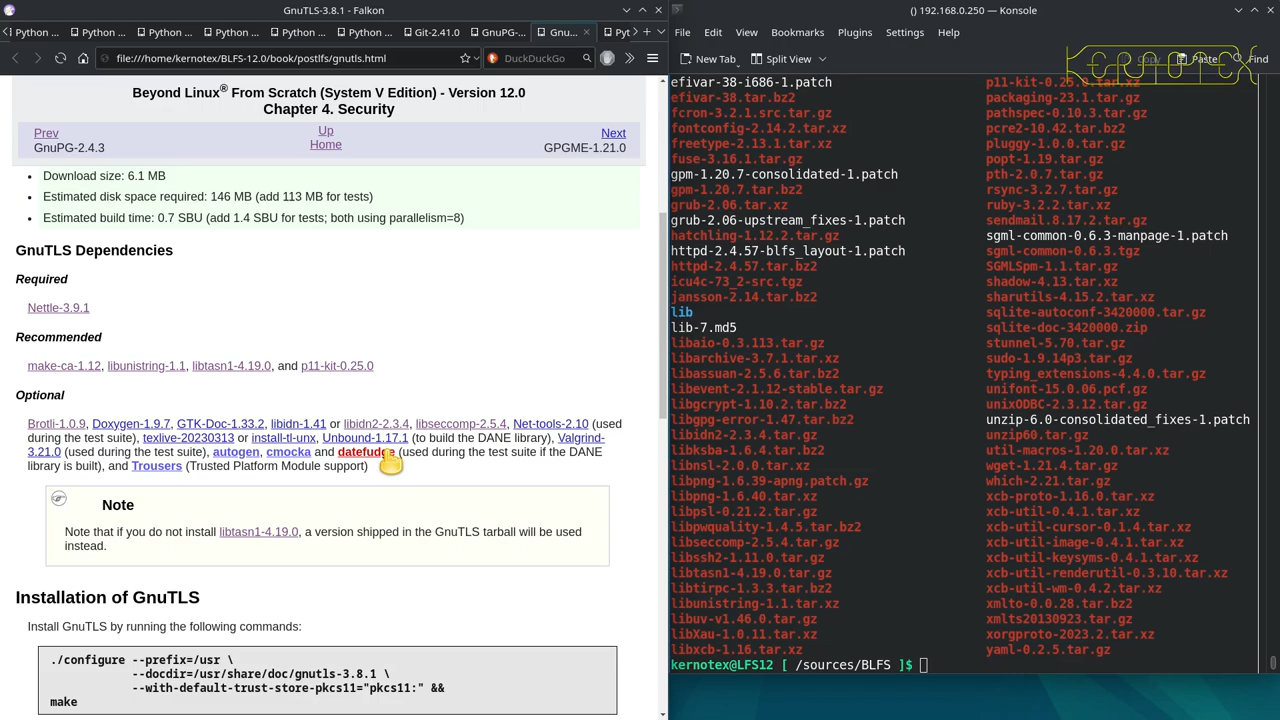 GnuTLS-3.8.1 - Falkon
Python ... Python ... Python ... Python ... Python ... Python ... Git-2.41.0 GnuPG-... Gnu... Pyt
file:///home/kernotex/BLFS-12.0/book/postlfs/gnutls.html
DuckDuckGo
Beyond Linux® From Scratch (System V Edition) - Version 12.0
Chapter 4. Security
Prev Up Next
GnuPG-2.4.3 Home GPGME-1.21.0
• Download size: 6.1 MB
• Estimated disk space required: 146 MB (add 113 MB for tests)
• Estimated build time: 0.7 SBU (add 1.4 SBU for tests; both using parallelism=8)
GnuTLS Dependencies
Required
Nettle-3.9.1
Recommended
make-ca-1.12, libunistring-1.1, libtasn1-4.19.0, and p11-kit-0.25.0
Optional
Brotli-1.0.9, Doxygen-1.9.7, GTK-Doc-1.33.2, libidn-1.41 or libidn2-2.3.4, libseccomp-2.5.4, Net-tools-2.10 (used
during the test suite), texlive-20230313 or install-tl-unx, Unbound-1.17.1 (to build the DANE library), Valgrind-
3.21.0 (used during the test suite), autogen, cmocka and datefudge (used during the test suite if the DANE
library is built), and Trousers (Trusted Platform Module support)
Note
Note that if you do not install libtasn1-4.19.0, a version shipped in the GnuTLS tarball will be used
instead.
Installation of GnuTLS
Install GnuTLS by running the following commands:
./configure --prefix=/usr \
--docdir=/usr/share/doc/gnutls-3.8.1 \
--with-default-trust-store-pkcs11="pkcs11:" &&
make
() 192.168.0.250 — Konsole
File Edit View Bookmarks Plugins Settings Help
New Tab Split View Copy Paste Find
KERNOTEX
efivar-38-i686-1.patch p11-kit-0.25.0.tar.xz
efivar-38.tar.bz2 packaging-23.1.tar.gz
fcron-3.2.1.src.tar.gz pathspec-0.10.3.tar.gz
fontconfig-2.14.2.tar.xz pcre2-10.42.tar.bz2
freetype-2.13.1.tar.xz pluggy-1.0.0.tar.gz
fuse-3.16.1.tar.gz popt-1.19.tar.gz
gpm-1.20.7-consolidated-1.patch pth-2.0.7.tar.gz
gpm-1.20.7.tar.bz2 rsync-3.2.7.tar.gz
grub-2.06.tar.xz ruby-3.2.2.tar.xz
grub-2.06-upstream_fixes-1.patch sendmail.8.17.2.tar.gz
hatchling-1.12.2.tar.gz sgml-common-0.6.3-manpage-1.patch
httpd-2.4.57-blfs_layout-1.patch sgml-common-0.6.3.tgz
httpd-2.4.57.tar.bz2 SGMLSpm-1.1.tar.gz
icu4c-73_2-src.tgz shadow-4.13.tar.xz
jansson-2.14.tar.bz2 sharutils-4.15.2.tar.xz
lib sqlite-autoconf-3420000.tar.gz
lib-7.md5 sqlite-doc-3420000.zip
libaio-0.3.113.tar.gz stunnel-5.70.tar.gz
libarchive-3.7.1.tar.xz sudo-1.9.14p3.tar.gz
libassuan-2.5.6.tar.bz2 typing_extensions-4.4.0.tar.gz
libevent-2.1.12-stable.tar.gz unifont-15.0.06.pcf.gz
libgcrypt-1.10.2.tar.bz2 unixODBC-2.3.12.tar.gz
libgpg-error-1.47.tar.bz2 unzip-6.0-consolidated_fixes-1.patch
libidn2-2.3.4.tar.gz unzip60.tar.gz
libksba-1.6.4.tar.bz2 util-macros-1.20.0.tar.xz
libnsl-2.0.0.tar.xz wget-1.21.4.tar.gz
libpng-1.6.39-apng.patch.gz which-2.21.tar.gz
libpng-1.6.40.tar.xz xcb-proto-1.16.0.tar.xz
libpsl-0.21.2.tar.gz xcb-util-0.4.1.tar.xz
libpwquality-1.4.5.tar.bz2 xcb-util-cursor-0.1.4.tar.xz
libseccomp-2.5.4.tar.gz xcb-util-image-0.4.1.tar.xz
libssh2-1.11.0.tar.gz xcb-util-keysyms-0.4.1.tar.xz
libtasn1-4.19.0.tar.gz xcb-util-renderutil-0.3.10.tar.xz
libtirpc-1.3.3.tar.bz2 xcb-util-wm-0.4.2.tar.xz
libunistring-1.1.tar.xz xmlto-0.0.28.tar.bz2
libuv-v1.46.0.tar.gz xmlts20130923.tar.gz
libXau-1.0.11.tar.xz xorgproto-2023.2.tar.xz
libxcb-1.16.tar.xz yaml-0.2.5.tar.gz
kernotex@LFS12 [ /sources/BLFS ]$